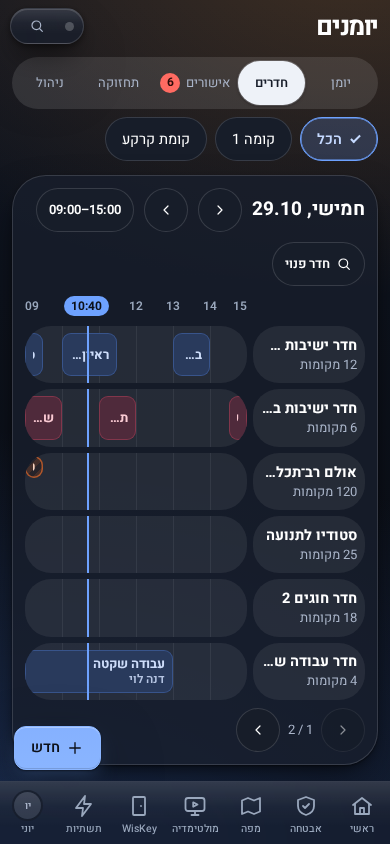 יומנים
יומן
חדרים
אישורים 6
תחזוקה
ניהול
הכל
קומה 1
קומת קרקע
חמישי, 29.10
09:00–15:00
חדר פנוי
09 10:40 12 13 14 15
חדר ישיבות ...
12 מקומות
ב...
ראיון...
חדר ישיבות ב...
6 מקומות
ת...
ש...
אולם רב־תכל...
120 מקומות
סטודיו לתנועה
25 מקומות
חדר חוגים 2
18 מקומות
חדר עבודה ש...
4 מקומות
עבודה שקטה
דנה לוי
1 / 2
חדש
ראשי
אבטחה
מפה
מולטימדיה
WisKey
תשתיות
יו
יוני